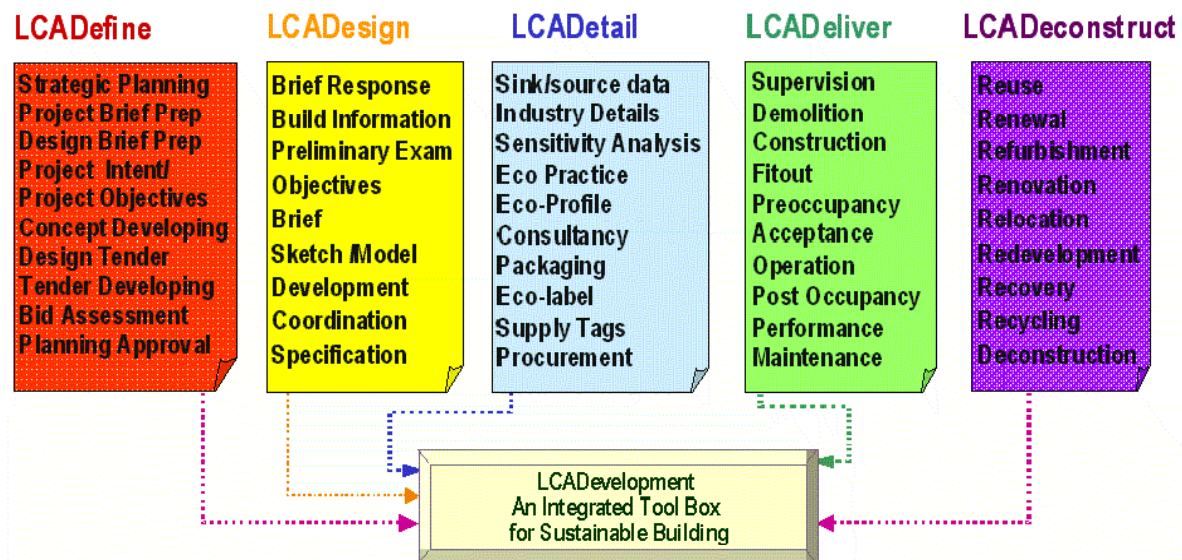 LCADefine
Strategic Planning
Project Brief Prep
Design Brief Prep
Project Intent/
Project Objectives
Concept Developing
Design Tender
Tender Developing
Bid Assessment
Planning Approval
LCADesign
Brief Response
Build Information
Preliminary Exam
Objectives
Brief
Sketch /Model
Development
Coordination
Specification
LCADetail
Sink/source data
Industry Details
Sensitivity Analysis
Eco Practice
Eco-Profile
Consultancy
Packaging
Eco-label
Supply Tags
Procurement
LCADeliver
Supervision
Demolition
Construction
Fitout
Preoccupancy
Acceptance
Operation
Post Occupancy
Performance
Maintenance
LCADeconstruct
Reuse
Renewal
Refurbishment
Renovation
Relocation
Redevelopment
Recovery
Recycling
Deconstruction
LCADevelopment
An Integrated Tool Box
for Sustainable Building